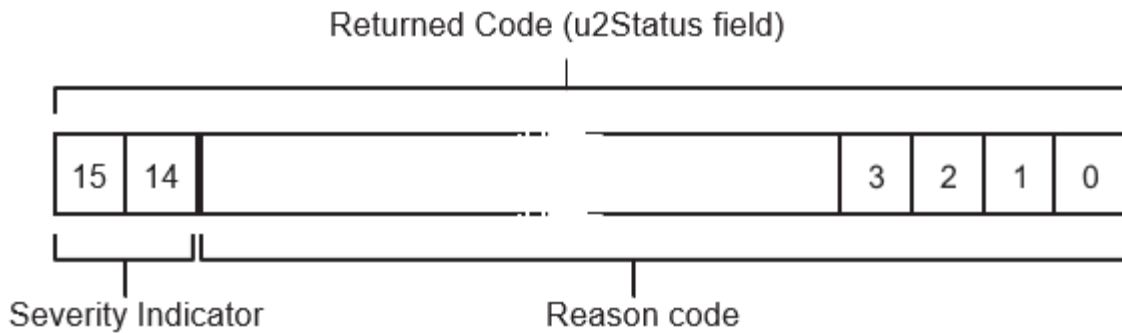 Returned Code (u2Status field)
15 14 3 2 1 0
Severity Indicator Reason code